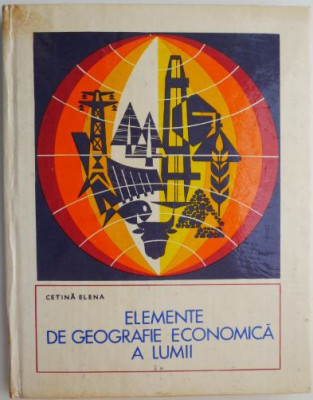 CETINĂ ELENA
ELEMENTE
DE GEOGRAFIE ECONOMICĂ
A LUMII